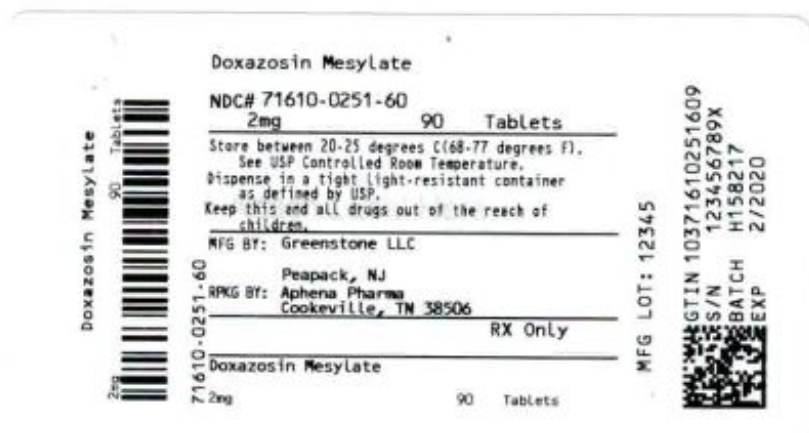 Doxazosin Mesylate
NDC# 71610-0251-60
2mg 90 Tablets
Store between 20-25 degrees C(68-77 degrees F).
See USP Controlled Room Temperature.
Dispense in a tight light-resistant container
as defined by USP.
Keep this and all drugs out of the reach of
children.
MFG BY: Greenstone LLC
Peapack, NJ
RPKG BY: Aphena Pharma
Cookeville, TN 38506
RX Only
Doxazosin Mesylate
2mg 90 Tablets
Doxazosin Mesylate
2mg 90 Tablets
71610-0251-60
MFG LOT: 12345
GTIN 10371610251609
S/N 123456789X
BATCH H158217
EXP 2/2020